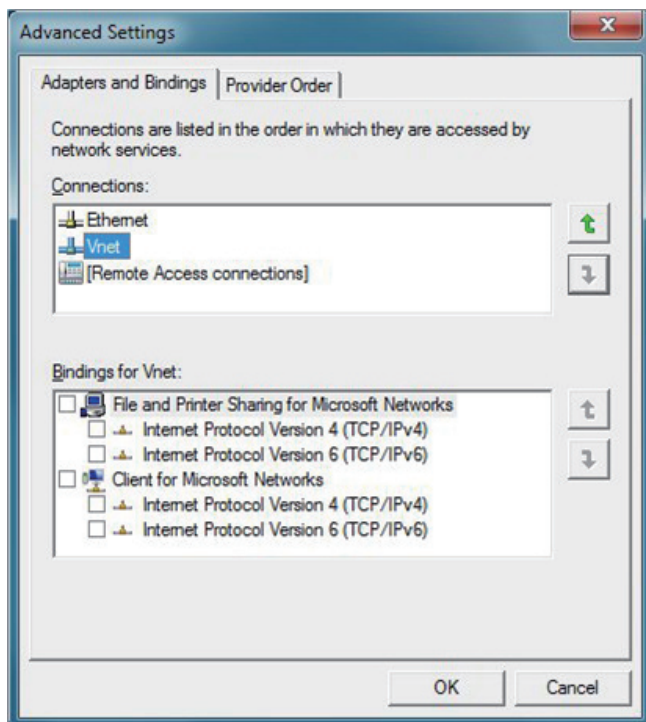 Advanced Settings
X
Adapters and Bindings
Provider Order
Connections are listed in the order in which they are accessed by
network services.
Connections:
Ethernet
Vnet
[Remote Access connections]
Bindings for Vnet:
File and Printer Sharing for Microsoft Networks
Internet Protocol Version 4 (TCP/IPv4)
Internet Protocol Version 6 (TCP/IPv6)
Client for Microsoft Networks
Internet Protocol Version 4 (TCP/IPv4)
Internet Protocol Version 6 (TCP/IPv6)
OK
Cancel